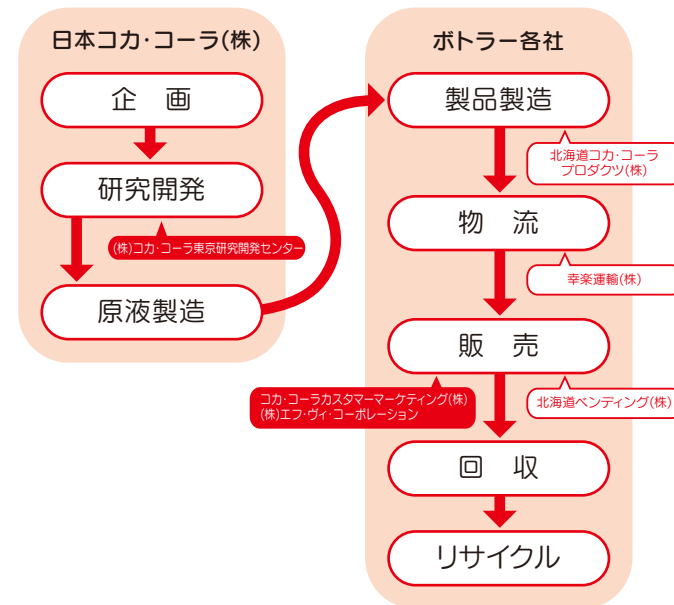 日本コカ・コーラ(株)
企　画
研究開発
(株)コカ・コーラ東京研究開発センター
原液製造
ボトラー各社
製品製造
北海道コカ・コーラ
プロダクツ(株)
物　流
幸楽運輸(株)
販　売
コカ・コーラカスタマーマーケティング(株)
(株)エフ・ヴィ・コーポレーション
北海道ベンディング(株)
回　収
リサイクル